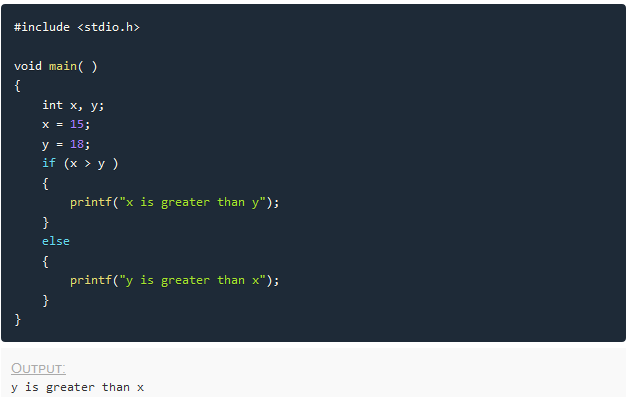 #include <stdio.h>

void main( )
{
    int x, y;
    x = 15;
    y = 18;
    if (x > y )
    {
        printf("x is greater than y");
    }
    else
    {
        printf("y is greater than x");
    }
}
OUTPUT:
y is greater than x